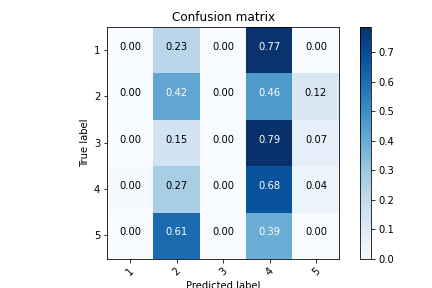 Confusion matrix
1 0.00 0.23 0.00 0.77 0.00
2 0.00 0.42 0.00 0.46 0.12
3 0.00 0.15 0.00 0.79 0.07
4 0.00 0.27 0.00 0.68 0.04
5 0.00 0.61 0.00 0.39 0.00
1 2 3 4 5
True label
Predicted label
0.7
0.6
0.5
0.4
0.3
0.2
0.1
0.0